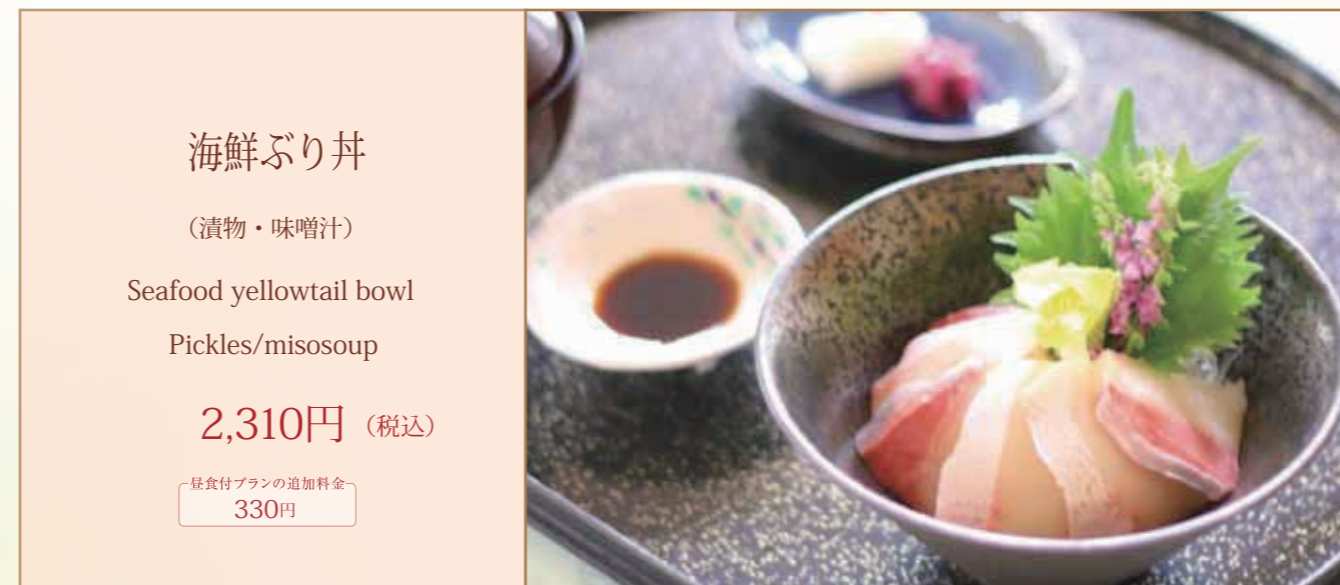 海鮮ぶり丼
（漬物・味噌汁）
Seafood yellowtail bowl
Pickles/misosoup
2,310円（税込）
昼食付プランの追加料金
330円